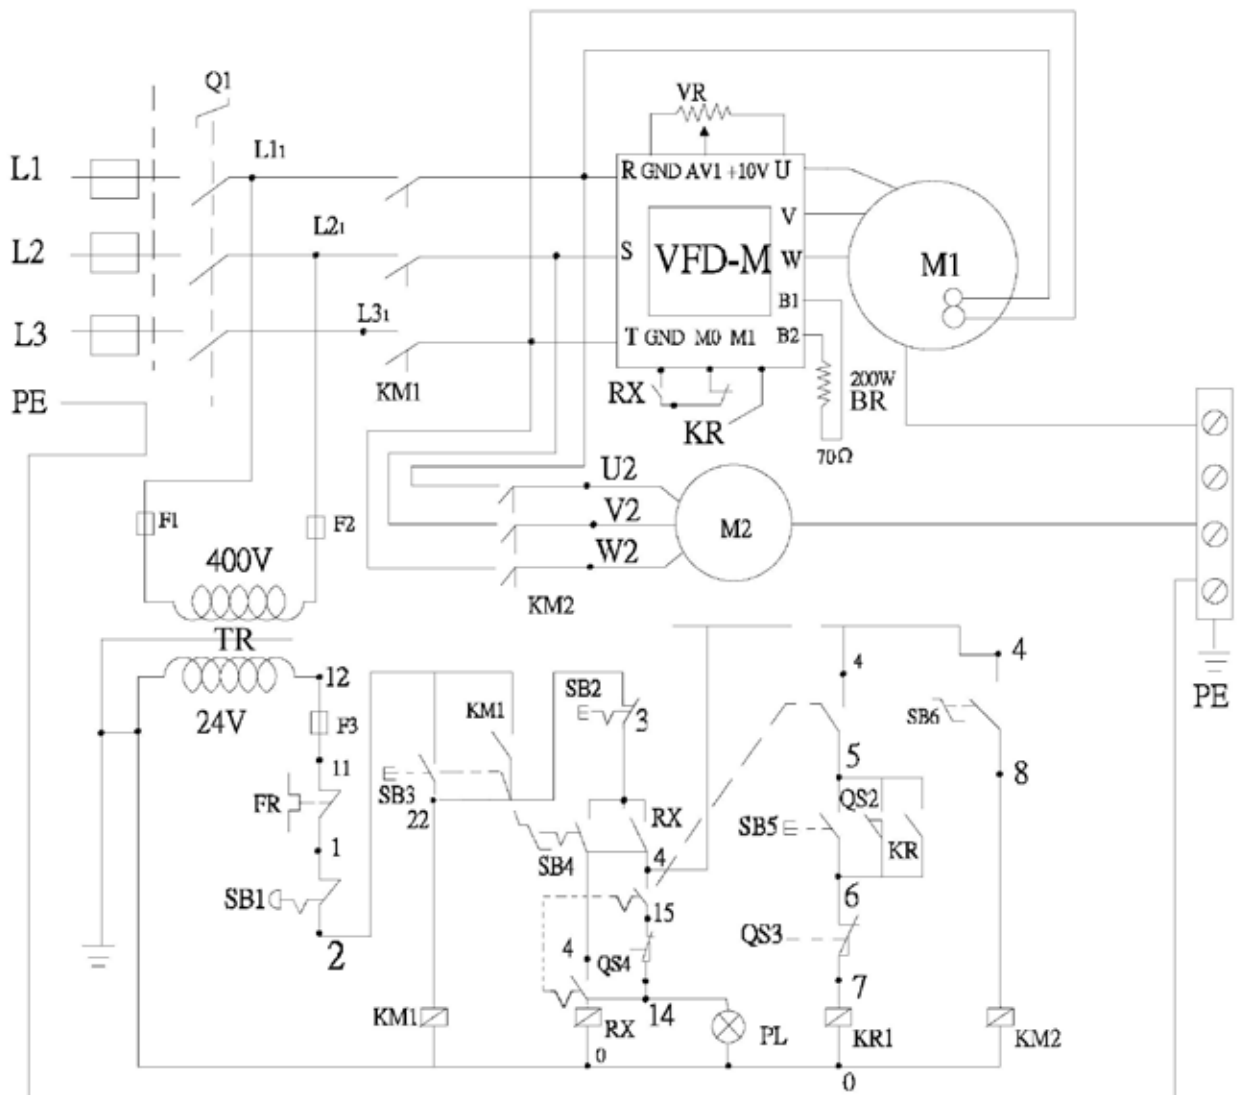 VR
Q1
L1
L11
R GND AV1 +10V U
V
L2
L21
S
VFD-M
W
M1
B1
L3
L31
T GND M0 M1
B2
KM1
RX
200W
BR
PE
KR
70Ω
U2
F1
F2
V2
M2
400V
W2
KM2
TR
4
12
4
SB2
PE
24V
F3
KM1
3
SB6
11
5
8
FR
SB3
QS2
22
RX
SB5
KR
1
SB4
4
SB1
6
15
2
4
QS4
QS3
7
KM1
RX
14
PL
KR1
KM2
0
0